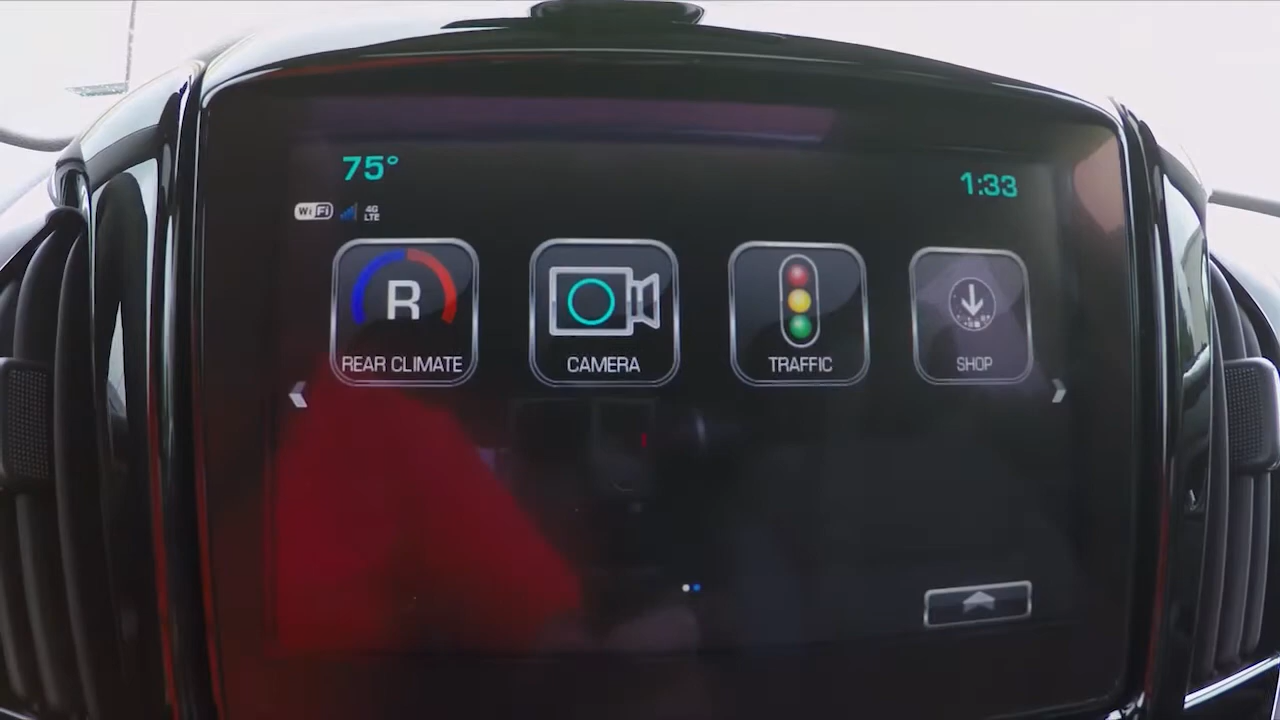 75°
1:33
WiFi
4G
LTE
R
REAR CLIMATE
CAMERA
TRAFFIC
SHOP